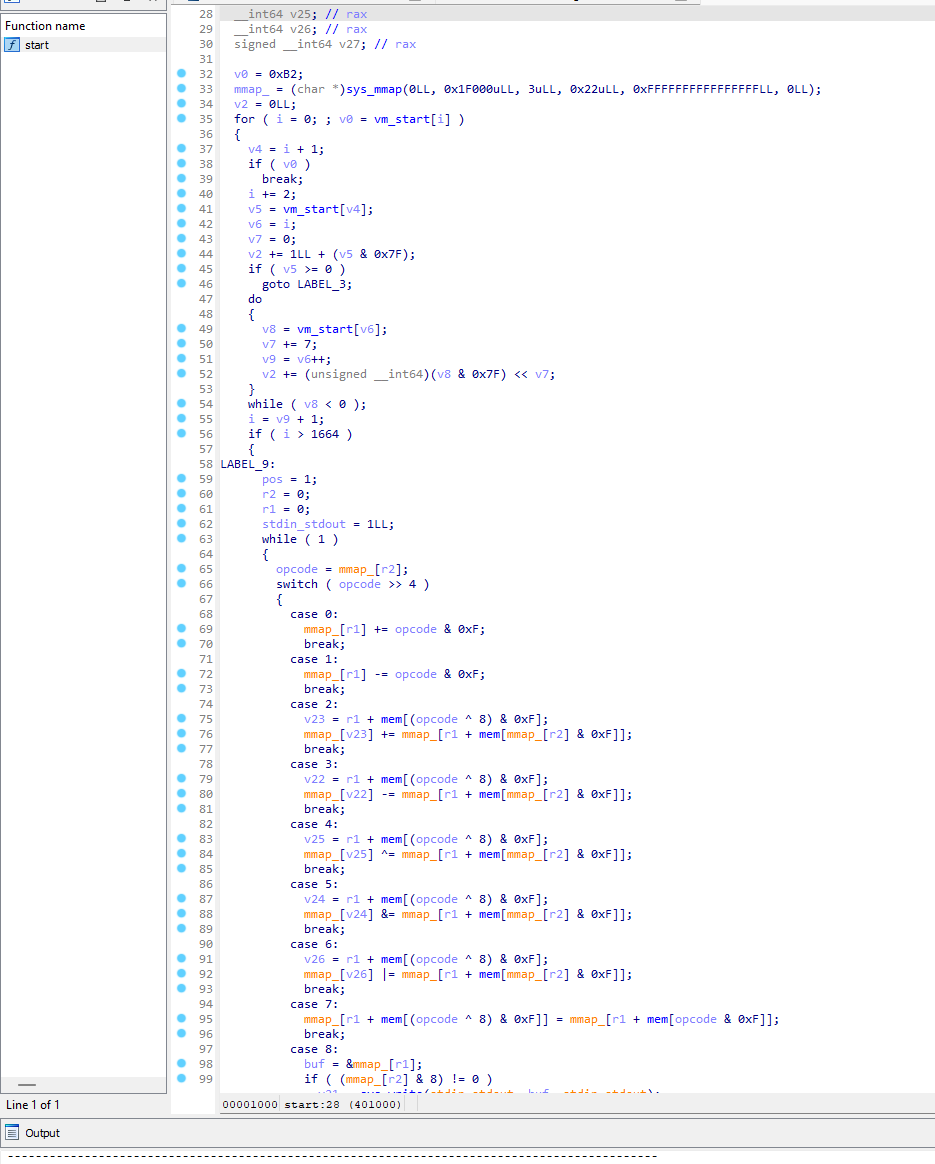 Function name
f start
28 __int64 v25; // rax
29 __int64 v26; // rax
30 signed __int64 v27; // rax
31
32 v0 = 0xB2;
33 mmap_ = (char *)sys_mmap(0LL, 0x1F000uLL, 3uLL, 0x22uLL, 0xFFFFFFFFFFFFFFFFLL, 0LL);
34 v2 = 0LL;
35 for ( i = 0; ; v0 = vm_start[i] )
36 {
37 v4 = i + 1;
38 if ( v0 )
39 break;
40 i += 2;
41 v5 = vm_start[v4];
42 v6 = i;
43 v7 = 0;
44 v2 += 1LL + (v5 & 0x7F);
45 if ( v5 >= 0 )
46 goto LABEL_3;
47 do
48 {
49 v8 = vm_start[v6];
50 v7 += 7;
51 v9 = v6++;
52 v2 += (unsigned __int64)(v8 & 0x7F) << v7;
53 }
54 while ( v8 < 0 );
55 i = v9 + 1;
56 if ( i > 1664 )
57 {
58 LABEL_9:
59 pos = 1;
60 r2 = 0;
61 r1 = 0;
62 stdin_stdout = 1LL;
63 while ( 1 )
64 {
65 opcode = mmap_[r2];
66 switch ( opcode >> 4 )
67 {
68 case 0:
69 mmap_[r1] += opcode & 0xF;
70 break;
71 case 1:
72 mmap_[r1] -= opcode & 0xF;
73 break;
74 case 2:
75 v23 = r1 + mem[(opcode ^ 8) & 0xF];
76 mmap_[v23] += mmap_[r1 + mem[mmap_[r2] & 0xF]];
77 break;
78 case 3:
79 v22 = r1 + mem[(opcode ^ 8) & 0xF];
80 mmap_[v22] -= mmap_[r1 + mem[mmap_[r2] & 0xF]];
81 break;
82 case 4:
83 v25 = r1 + mem[(opcode ^ 8) & 0xF];
84 mmap_[v25] ^= mmap_[r1 + mem[mmap_[r2] & 0xF]];
85 break;
86 case 5:
87 v24 = r1 + mem[(opcode ^ 8) & 0xF];
88 mmap_[v24] &= mmap_[r1 + mem[mmap_[r2] & 0xF]];
89 break;
90 case 6:
91 v26 = r1 + mem[(opcode ^ 8) & 0xF];
92 mmap_[v26] |= mmap_[r1 + mem[mmap_[r2] & 0xF]];
93 break;
94 case 7:
95 mmap_[r1 + mem[(opcode ^ 8) & 0xF]] = mmap_[r1 + mem[opcode & 0xF]];
96 break;
97 case 8:
98 buf = &mmap_[r1];
99 if ( (mmap_[r2] & 8) != 0 )
Line 1 of 1
00001000 start:28 (401000)
Output